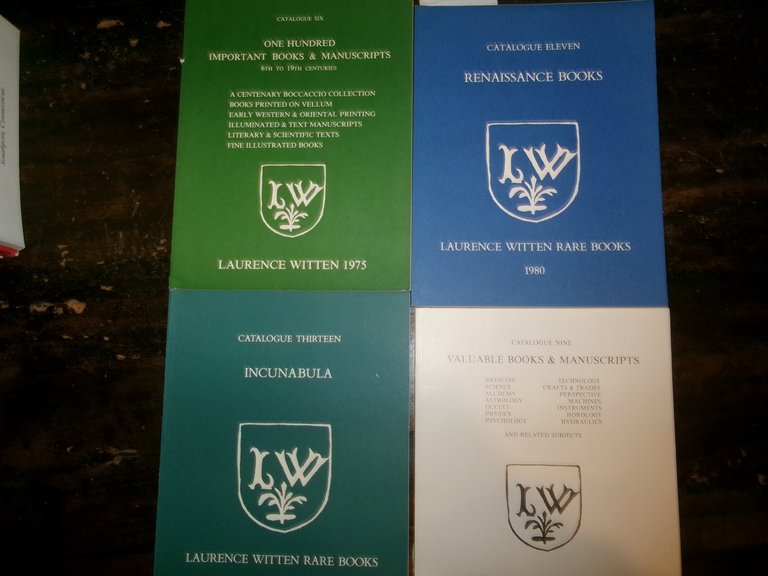 CATALOGUE SIX
ONE HUNDRED
IMPORTANT BOOKS & MANUSCRIPTS
6TH TO 19TH CENTURIES
A CENTENARY BOCCACCIO COLLECTION
BOOKS PRINTED ON VELLUM
EARLY WESTERN & ORIENTAL PRINTING
ILLUMINATED & TEXT MANUSCRIPTS
LITERARY & SCIENTIFIC TEXTS
FINE ILLUSTRATED BOOKS
LW
LAURENCE WITTEN 1975
CATALOGUE ELEVEN
RENAISSANCE BOOKS
LW
LAURENCE WITTEN RARE BOOKS
1980
CATALOGUE THIRTEEN
INCUNABULA
LW
LAURENCE WITTEN RARE BOOKS
CATALOGUE NINE
VALUABLE BOOKS & MANUSCRIPTS
MEDICINE TECHNOLOGY
SCIENCE CRAFTS & TRADES
ALCHEMY PERSPECTIVE
ASTROLOGY MACHINES
OCCULT INSTRUMENTS
PHYSICS HOROLOGY
PSYCHOLOGY HYDRAULICS
AND RELATED SUBJECTS
LW